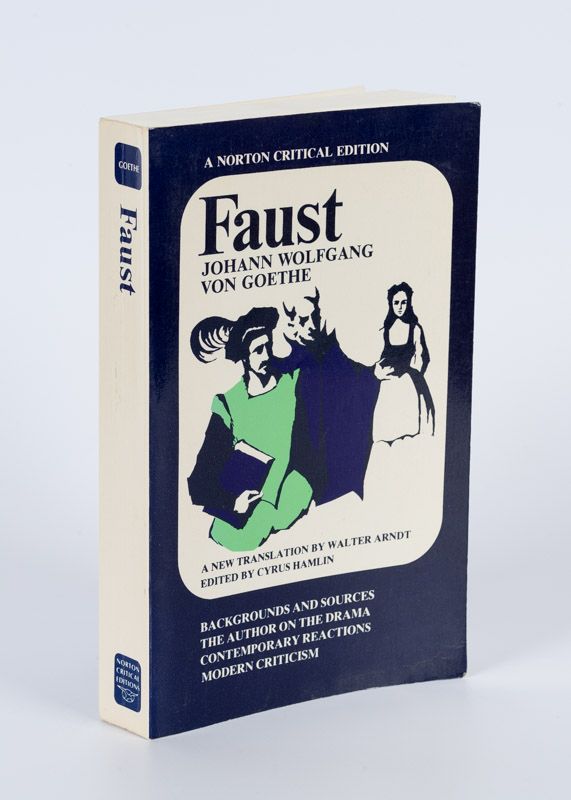 GOETHE
Faust
NORTON
CRITICAL
EDITIONS
A NORTON CRITICAL EDITION
Faust
JOHANN WOLFGANG
VON GOETHE
A NEW TRANSLATION BY WALTER ARNDT
EDITED BY CYRUS HAMLIN
BACKGROUNDS AND SOURCES
THE AUTHOR ON THE DRAMA
CONTEMPORARY REACTIONS
MODERN CRITICISM